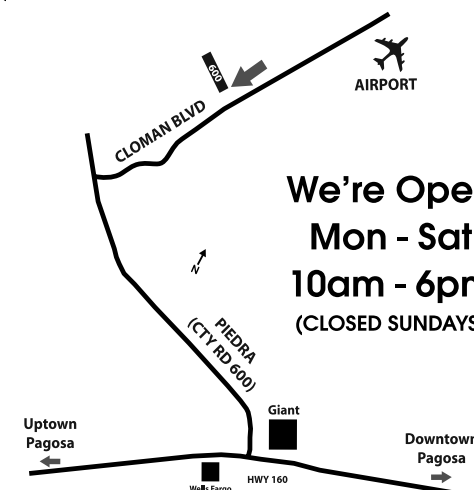 600
AIRPORT
CLOMAN BLVD
We're Ope
Mon - Sat
10am - 6pm
(CLOSED SUNDAYS
N
PIEDRA
(CTY RD 600)
Giant
Uptown
Pagosa
Downtown
Pagosa
Wells Fargo
HWY 160